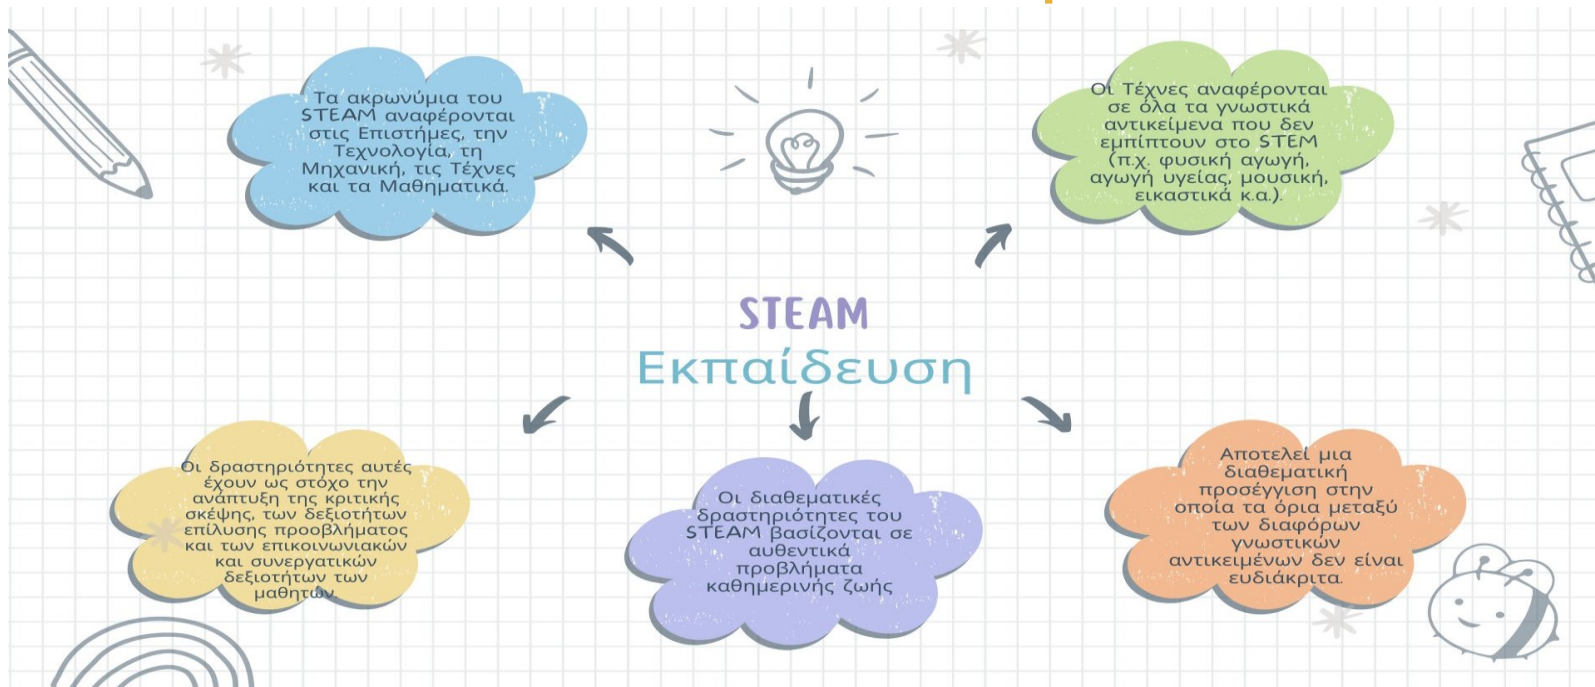 Τα ακρωνύμια του
STEAM αναφέρονται
στις Επιστήμες, την
Τεχνολογία, τη
Μηχανική, τις Τέχνες
και τα Μαθηματικά.
Οι Τέχνες αναφέρονται
σε όλα τα γνωστικά
αντικείμενα που δεν
εμπίπτουν στο STEM
(π.χ. φυσική αγωγή,
αγωγή υγείας, μουσική,
εικαστικά κ.α.).
STEAM
Εκπαίδευση
Οι δραστηριότητες αυτές
έχουν ως στόχο την
ανάπτυξη της κριτικής
σκέψης, των δεξιοτήτων
επίλυσης προοβλήματος
και των επικοινωνιακών
και συνεργατικών
δεξιοτήτων των
μαθητών.
Οι διαθεματικές
δραστηριότητες του
STEAM βασίζονται σε
αυθεντικά
προβλήματα
καθημερινής ζωής
Αποτελεί μια
διαθεματική
προσέγγιση στην
οποία τα όρια μεταξύ
των διαφόρων
γνωστικών
αντικειμένων δεν είναι
ευδιάκριτα.